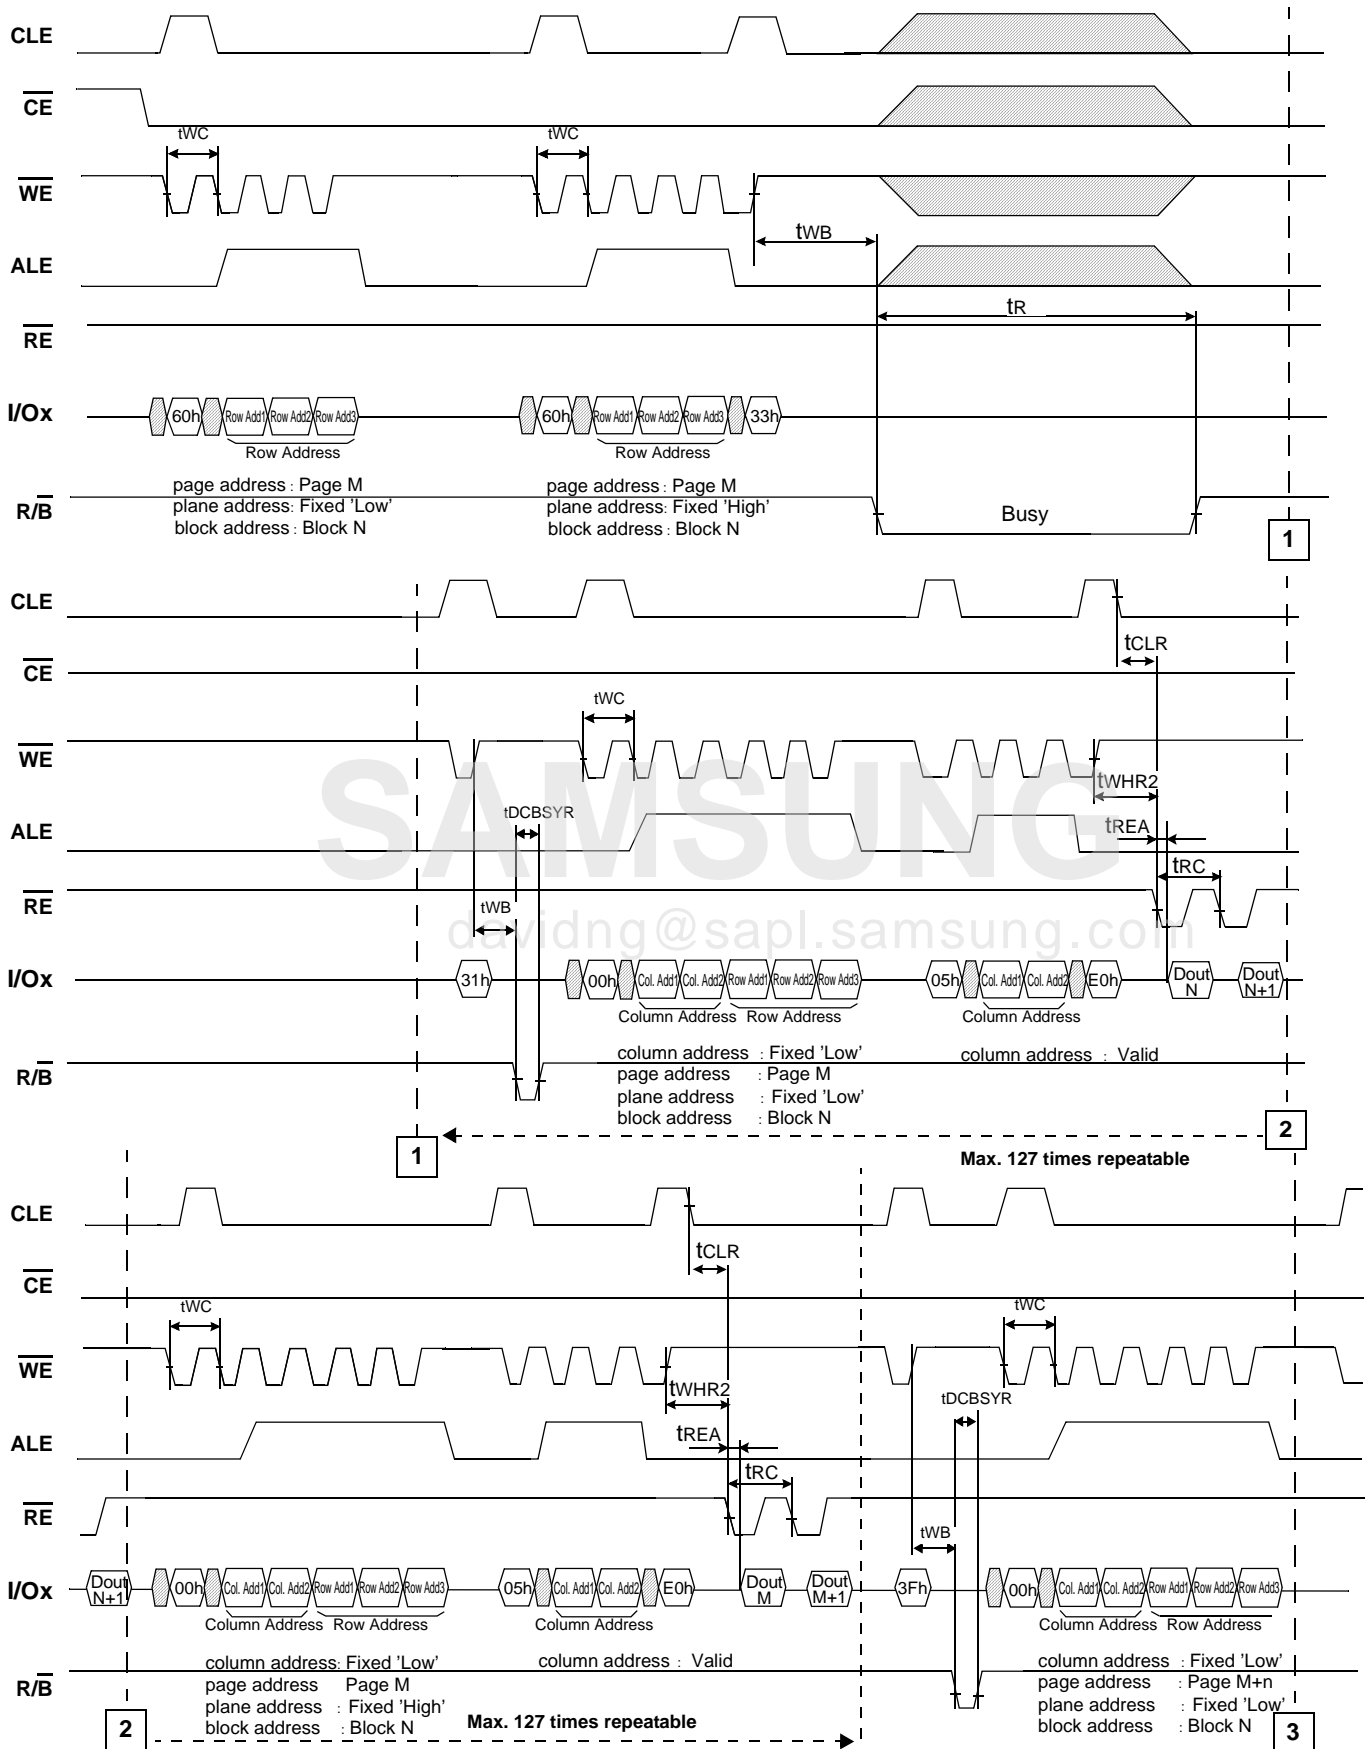 CLE
CE
tWC tWC
WE
tWB
ALE
tR
RE
I/Ox 60h Row Add1 Row Add2 Row Add3 60h Row Add1 Row Add2 Row Add3 33h
Row Address Row Address
page address : Page M page address : Page M
plane address: Fixed 'Low' plane address: Fixed 'High'
block address : Block N block address : Block N
R/B Busy
1
CLE
tCLR
CE
tWC
WE
SAMSUNG
tWHR2
tDCBSYR
ALE tREA
tRC
RE
tWB
davidng@sapl.samsung.com
I/Ox 31h 00h Col. Add1 Col. Add2 Row Add1 Row Add2 Row Add3 05h Col. Add1 Col. Add2 E0h Dout N Dout N+1
Column Address Row Address Column Address
column address : Fixed 'Low' column address : Valid
page address : Page M
plane address : Fixed 'Low'
block address : Block N
R/B
1 2
Max. 127 times repeatable
CLE
tCLR
CE
tWC tWC
WE
tWHR2
tDCBSYR
ALE tREA
tRC
RE
tWB
I/Ox Dout N+1 00h Col. Add1 Col. Add2 Row Add1 Row Add2 Row Add3 05h Col. Add1 Col. Add2 E0h Dout M Dout M+1 3Fh 00h Col. Add1 Col. Add2 Row Add1 Row Add2 Row Add3
Column Address Row Address Column Address Column Address Row Address
column address: Fixed 'Low' column address : Valid column address : Fixed 'Low'
page address Page M page address : Page M+n
plane address : Fixed 'High' plane address : Fixed 'Low'
block address : Block N block address : Block N
R/B
2 Max. 127 times repeatable 3